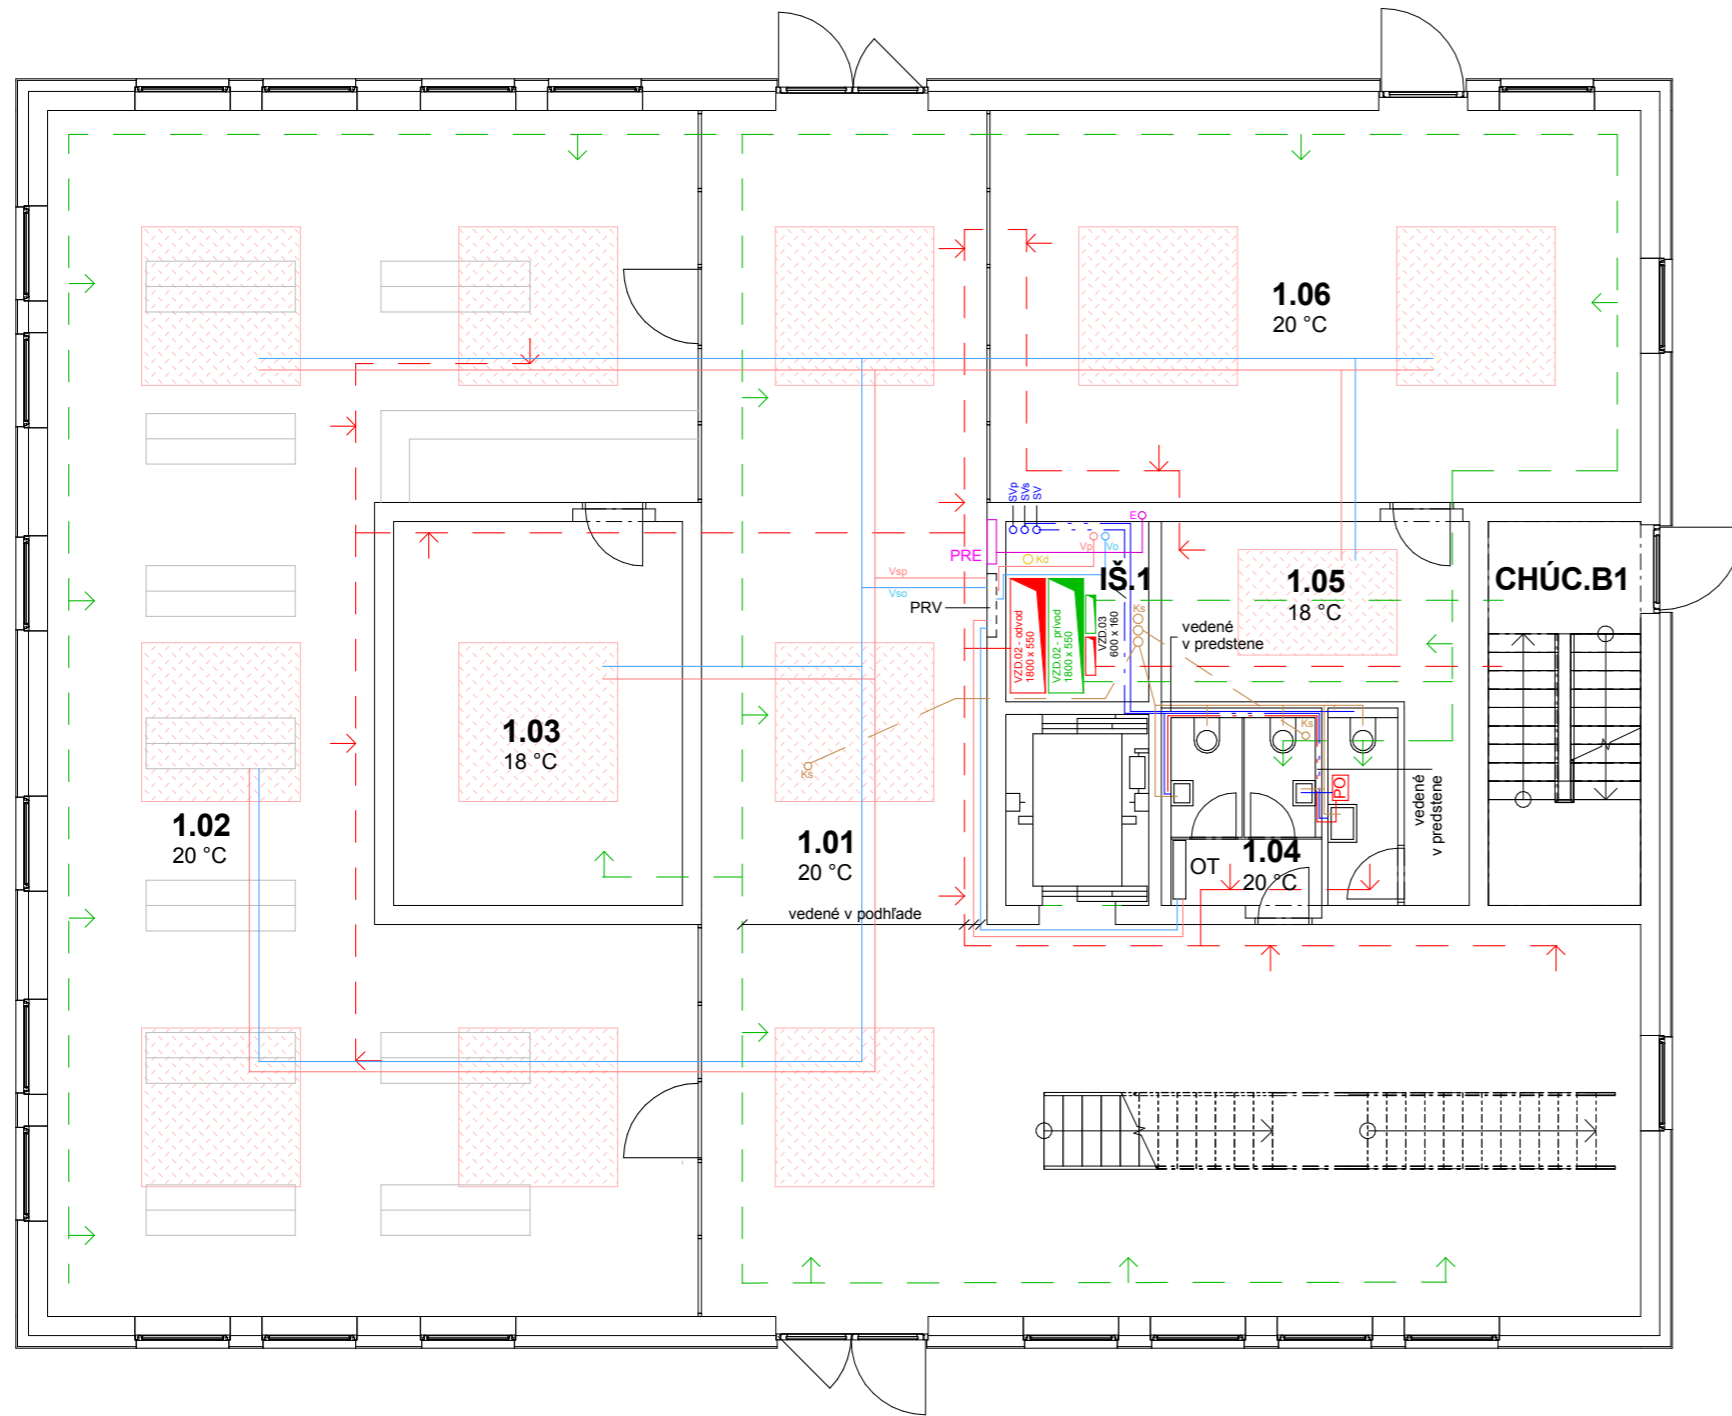 1.06
20 °C
SVp
SVs
SV
E
PRE
Vp
Vo
Kd
IŠ.1
Vsp
Vso
PRV
1.05
18 °C
CHÚC.B1
VZD.02 - odvod
1800 x 550
VZD.02 - prívod
1800 x 550
VZD.03
600 x 160
Ks
vedené
v predstene
1.03
18 °C
Ks
Ks
PO
vedené
v predstene
1.02
20 °C
1.01
20 °C
OT
1.04
20 °C
vedené v podhľade